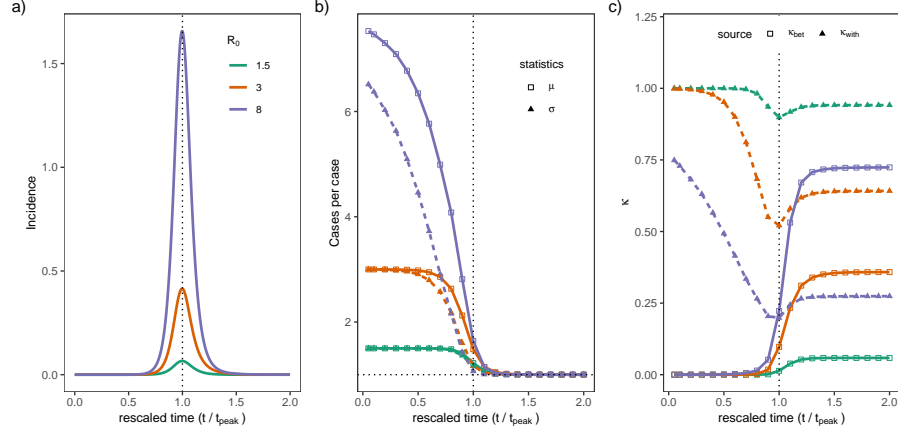 a)
R0
1.5
3
8
Incidence
1.5
1.0
0.5
0.0
0.0
0.5
1.0
1.5
2.0
rescaled time (t / tpeak)
b)
statistics
μ
σ
Cases per case
6
4
2
0.0
0.5
1.0
1.5
2.0
rescaled time (t / tpeak)
c)
source
κbet
κwith
κ
1.00
0.75
0.50
0.25
0.00
0.0
0.5
1.0
1.5
2.0
rescaled time (t / tpeak)